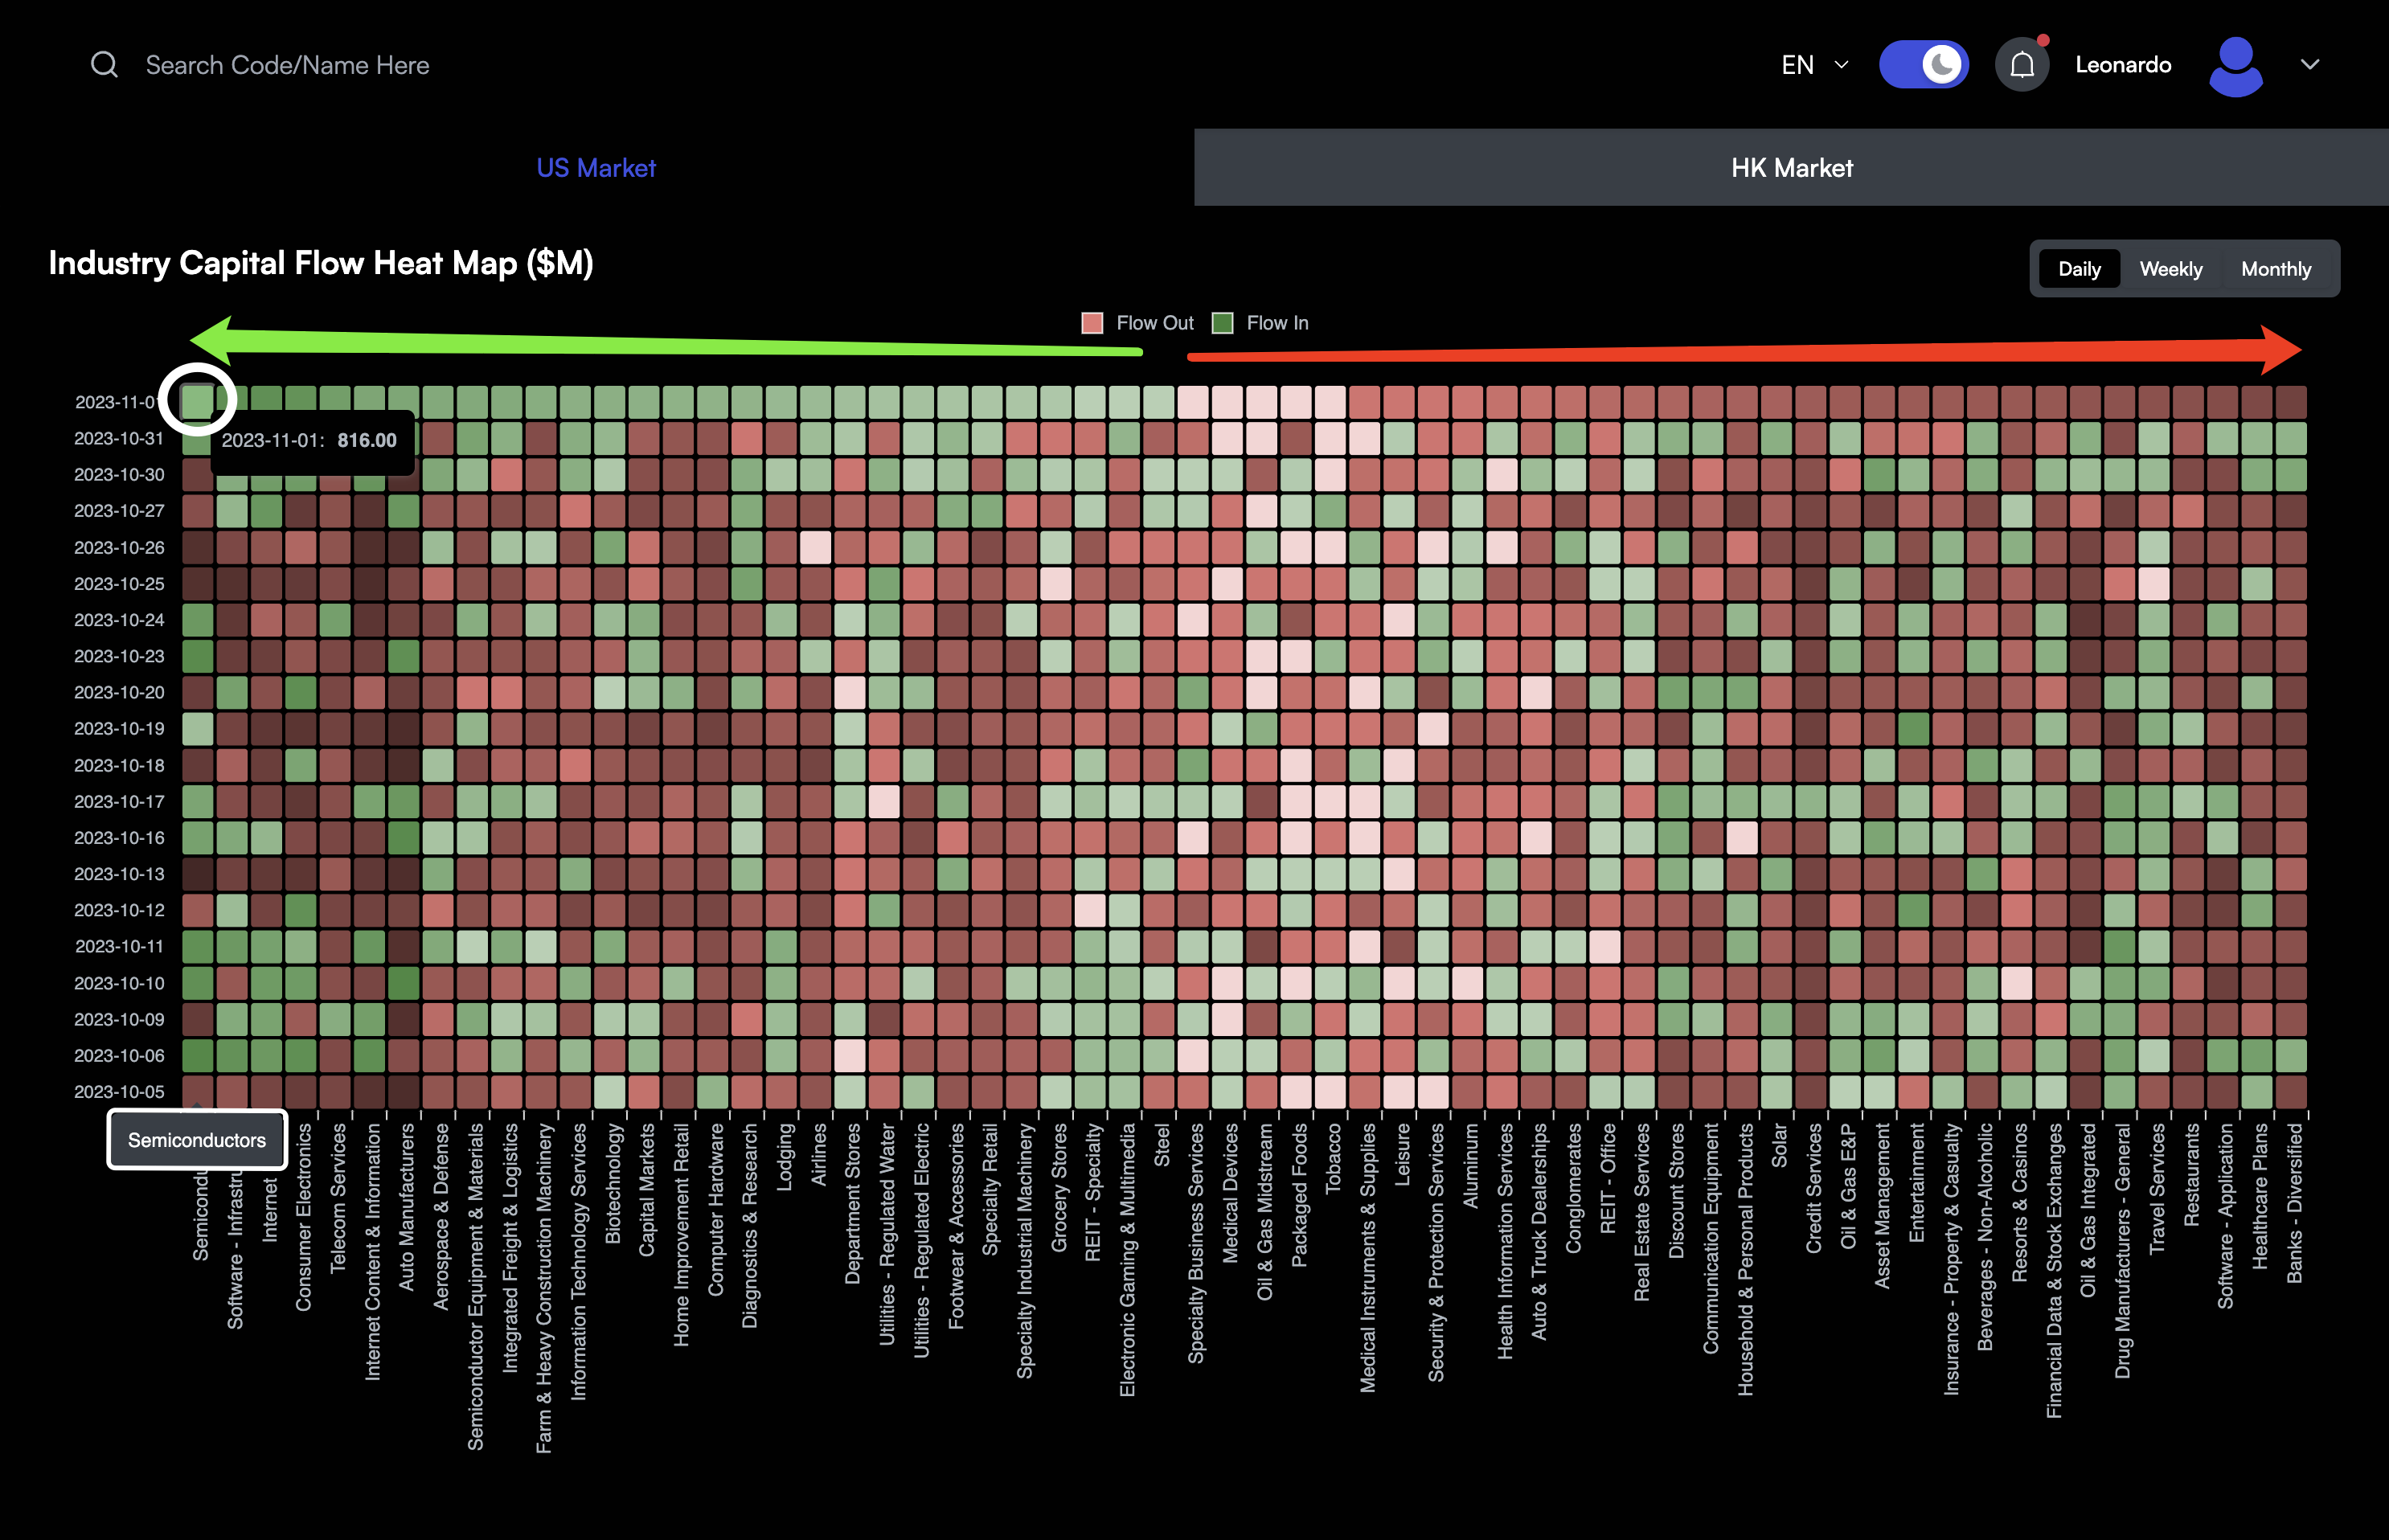 Search Code/Name Here
EN
Leonardo
US Market
HK Market
Industry Capital Flow Heat Map ($M)
Daily
Weekly
Monthly
Flow Out
Flow In
2023-11-01
2023-10-31
2023-11-01: 816.00
2023-10-30
2023-10-27
2023-10-26
2023-10-25
2023-10-24
2023-10-23
2023-10-20
2023-10-19
2023-10-18
2023-10-17
2023-10-16
2023-10-13
2023-10-12
2023-10-11
2023-10-10
2023-10-09
2023-10-06
2023-10-05
Semiconductors
Semicondu
Software - Infrastru
Internet
Consumer Electronics
Telecom Services
Internet Content & Information
Auto Manufacturers
Aerospace & Defense
Semiconductor Equipment & Materials
Integrated Freight & Logistics
Farm & Heavy Construction Machinery
Information Technology Services
Biotechnology
Capital Markets
Home Improvement Retail
Computer Hardware
Diagnostics & Research
Lodging
Airlines
Department Stores
Utilities - Regulated Water
Utilities - Regulated Electric
Footwear & Accessories
Specialty Retail
Specialty Industrial Machinery
Grocery Stores
REIT - Specialty
Electronic Gaming & Multimedia
Steel
Specialty Business Services
Medical Devices
Oil & Gas Midstream
Packaged Foods
Tobacco
Medical Instruments & Supplies
Leisure
Security & Protection Services
Aluminum
Health Information Services
Auto & Truck Dealerships
Conglomerates
REIT - Office
Real Estate Services
Discount Stores
Communication Equipment
Household & Personal Products
Solar
Credit Services
Oil & Gas E&P
Asset Management
Entertainment
Insurance - Property & Casualty
Beverages - Non-Alcoholic
Resorts & Casinos
Financial Data & Stock Exchanges
Oil & Gas Integrated
Drug Manufacturers - General
Travel Services
Restaurants
Software - Application
Healthcare Plans
Banks - Diversified